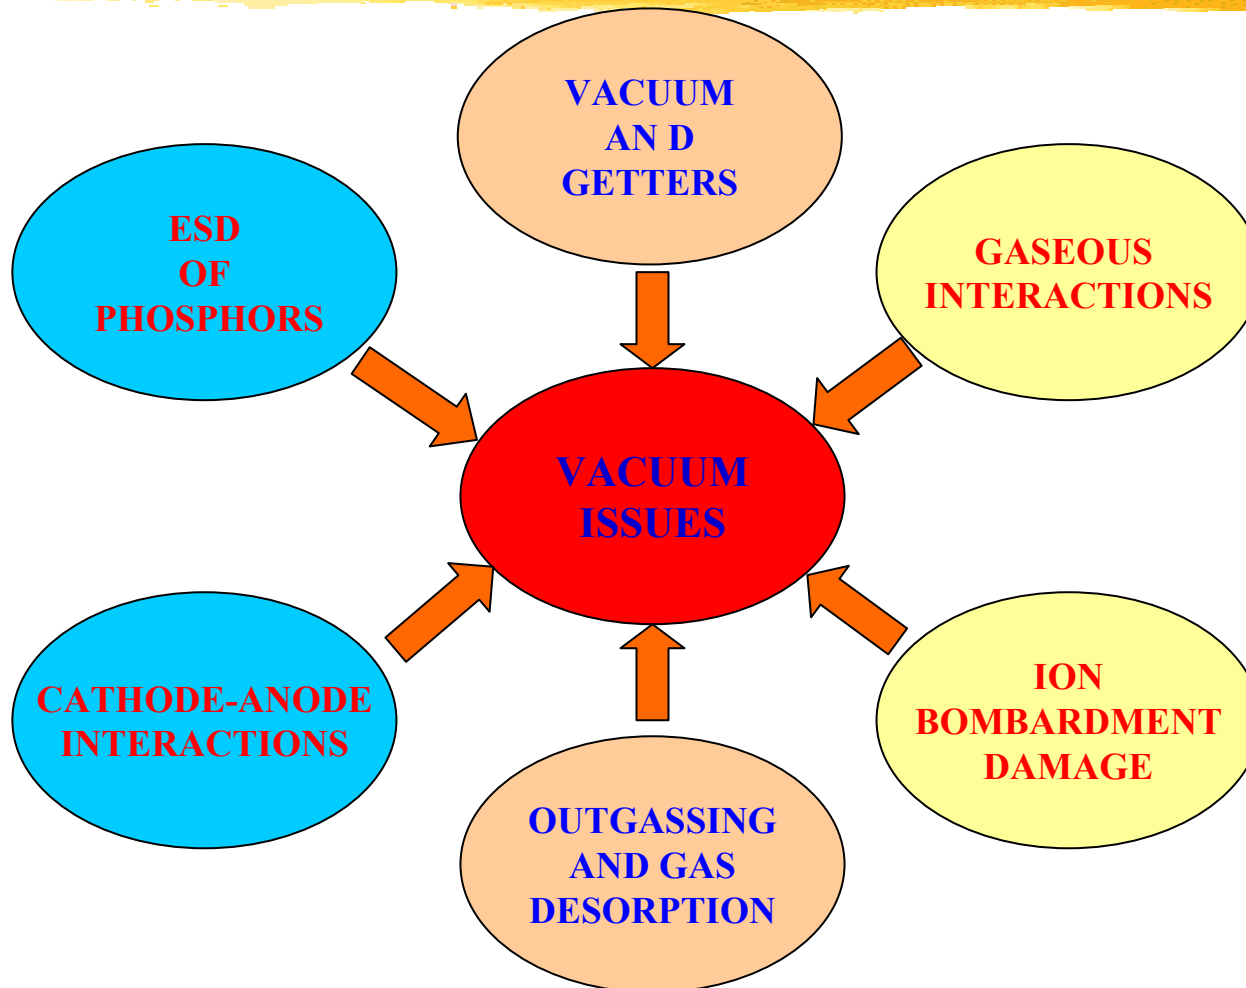 VACUUM
AN D
GETTERS
ESD
OF
PHOSPHORS
GASEOUS
INTERACTIONS
VACUUM
ISSUES
CATHODE-ANODE
INTERACTIONS
ION
BOMBARDMENT
DAMAGE
OUTGASSING
AND GAS
DESORPTION